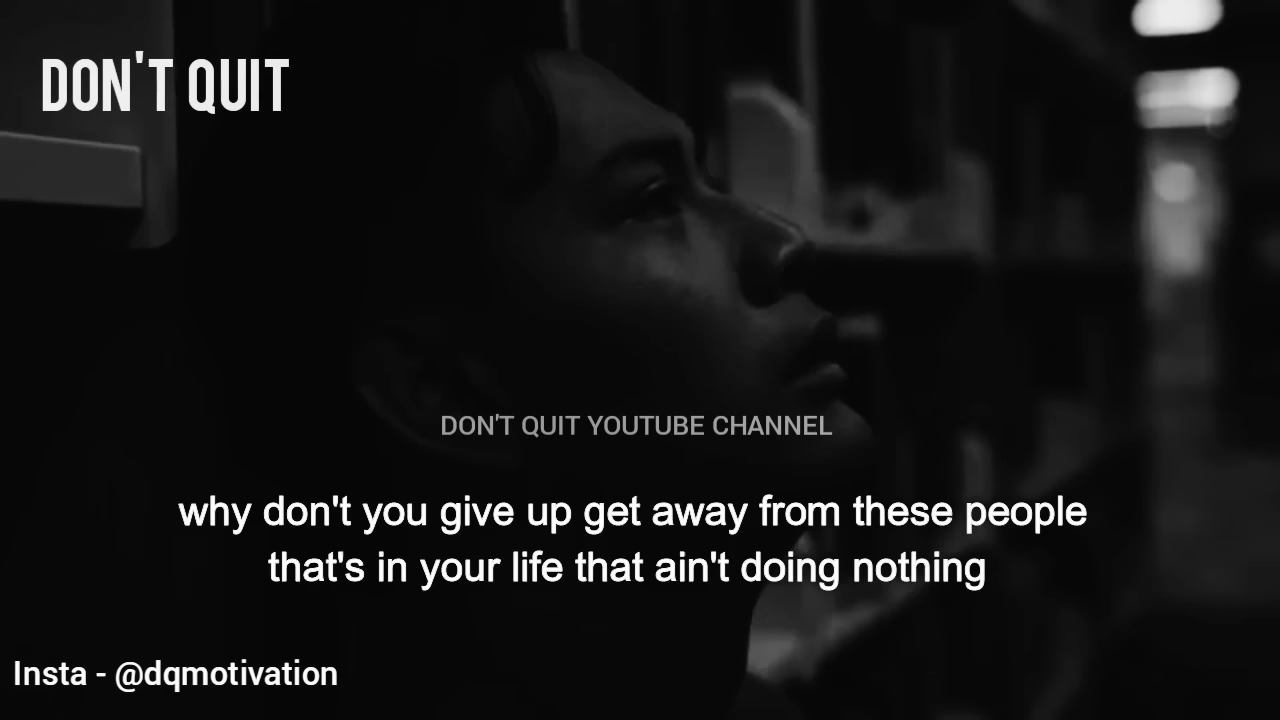 DON'T QUIT
DON'T QUIT YOUTUBE CHANNEL
why don't you give up get away from these people
that's in your life that ain't doing nothing
Insta - @dqmotivation